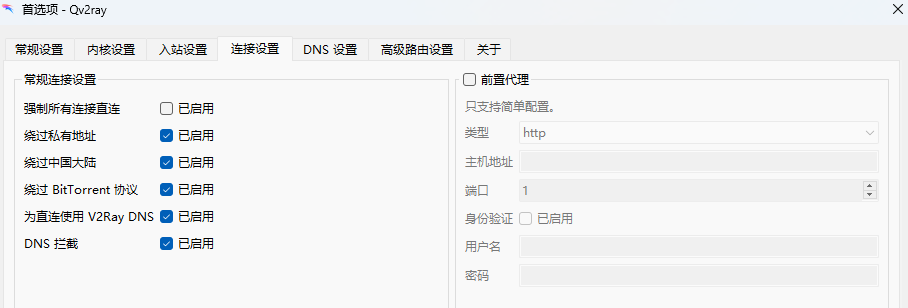 首选项 - Qv2ray
常规设置 内核设置 入站设置 连接设置 DNS 设置 高级路由设置 关于
常规连接设置
强制所有连接直连 已启用
绕过私有地址 已启用
绕过中国大陆 已启用
绕过 BitTorrent 协议 已启用
为直连使用 V2Ray DNS 已启用
DNS 拦截 已启用
前置代理
只支持简单配置。
类型 http
主机地址
端口 1
身份验证 已启用
用户名
密码